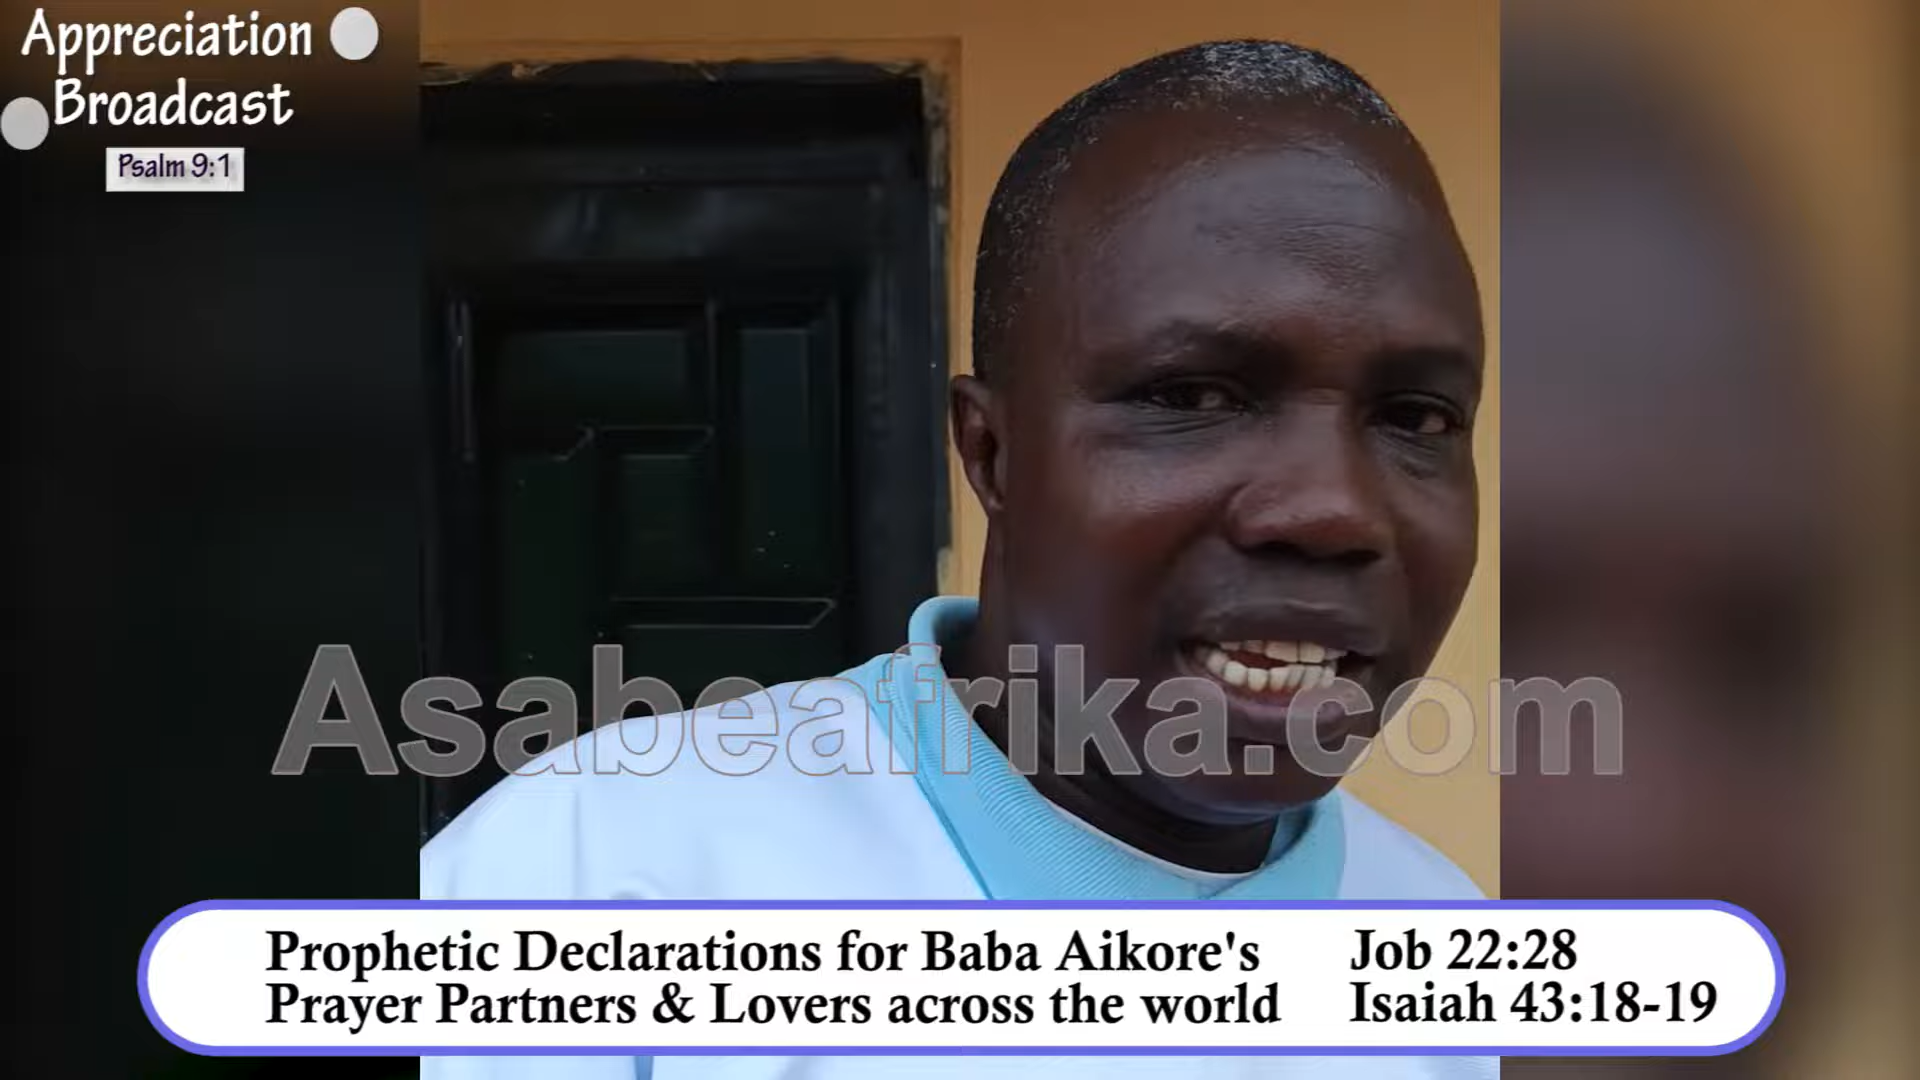 Appreciation
Broadcast
Psalm 9:1
Asabeafrika.com
Prophetic Declarations for Baba Aikore's
Prayer Partners & Lovers across the world
Job 22:28
Isaiah 43:18-19